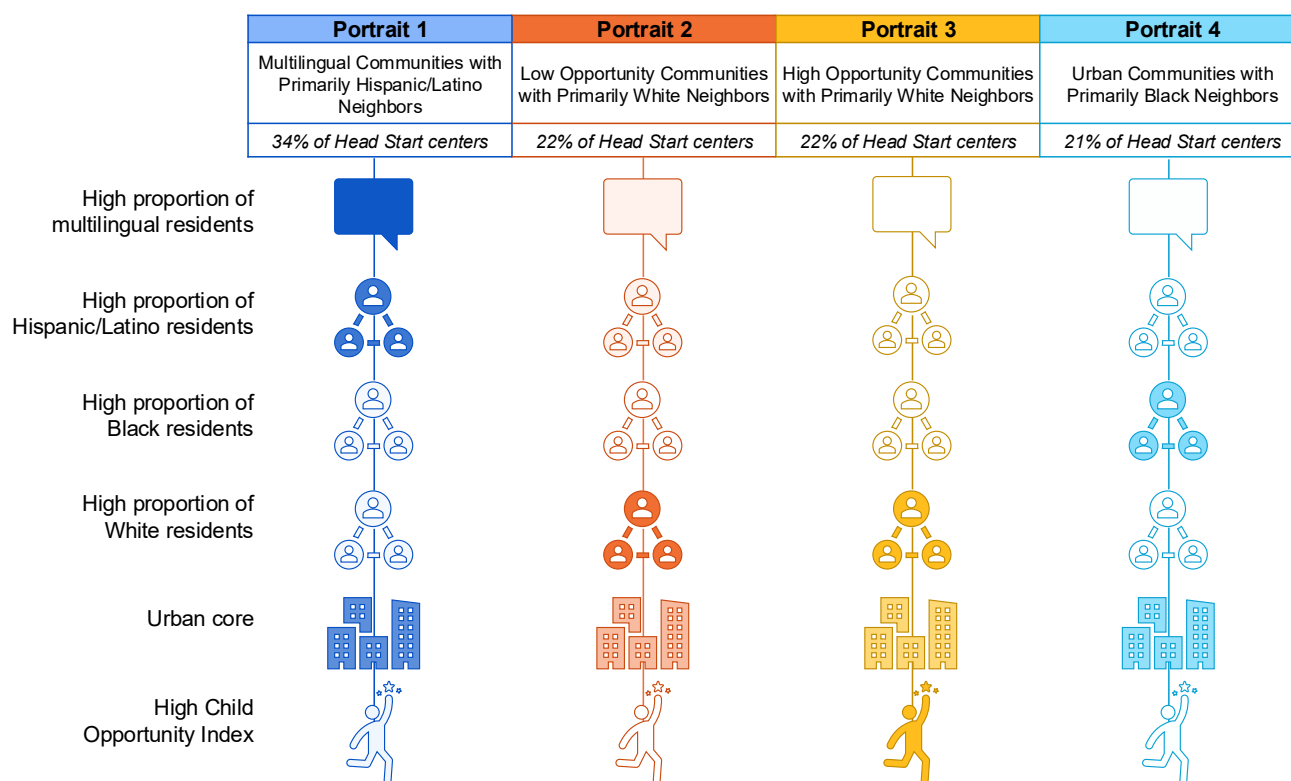 Portrait 1
Portrait 2
Portrait 3
Portrait 4
Multilingual Communities with
Primarily Hispanic/Latino
Neighbors
Low Opportunity Communities
with Primarily White Neighbors
High Opportunity Communities
with Primarily White Neighbors
Urban Communities with
Primarily Black Neighbors
34% of Head Start centers
22% of Head Start centers
22% of Head Start centers
21% of Head Start centers
High proportion of
multilingual residents
High proportion of
Hispanic/Latino residents
High proportion of
Black residents
High proportion of
White residents
Urban core
High Child
Opportunity Index